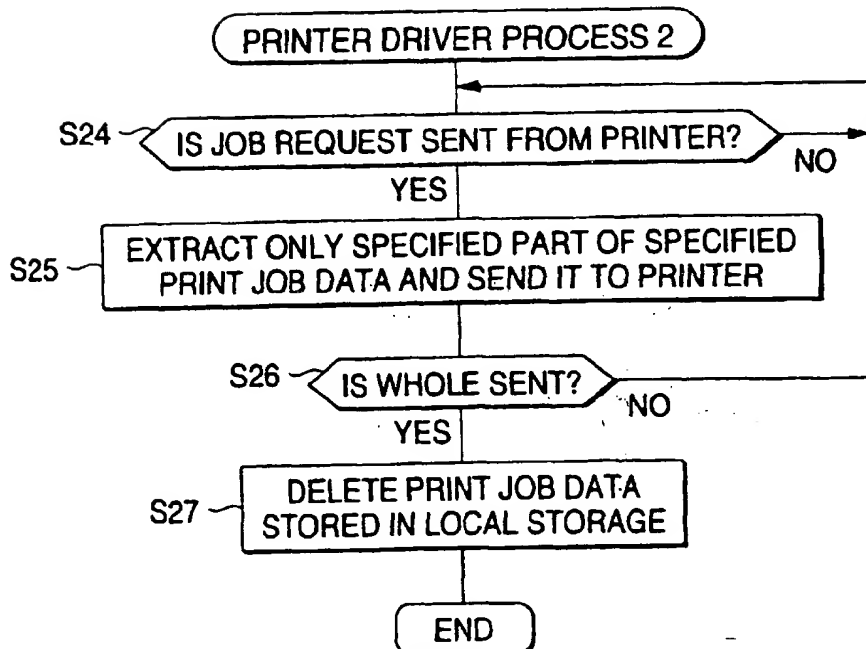 PRINTER DRIVER PROCESS 2
S24
IS JOB REQUEST SENT FROM PRINTER?
NO
YES
S25
EXTRACT ONLY SPECIFIED PART OF SPECIFIED
PRINT JOB DATA AND SEND IT TO PRINTER
S26
IS WHOLE SENT?
NO
YES
S27
DELETE PRINT JOB DATA
STORED IN LOCAL STORAGE
END